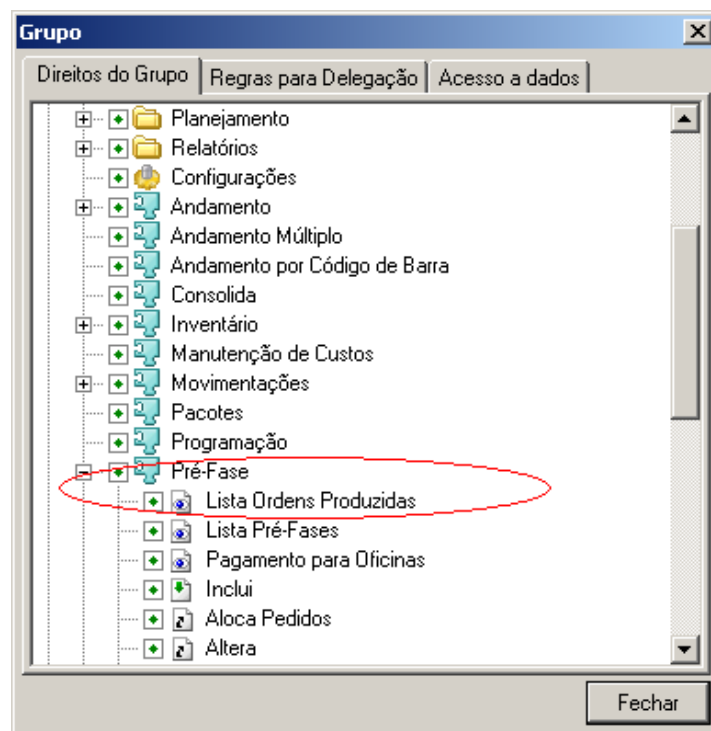 Grupo
Direitos do Grupo Regras para Delegação Acesso a dados
Planejamento
Relatórios
Configurações
Andamento
Andamento Múltiplo
Andamento por Código de Barra
Consolida
Inventário
Manutenção de Custos
Movimentações
Pacotes
Programação
Pré-Fase
Lista Ordens Produzidas
Lista Pré-Fases
Pagamento para Oficinas
Inclui
Aloca Pedidos
Altera
Fechar